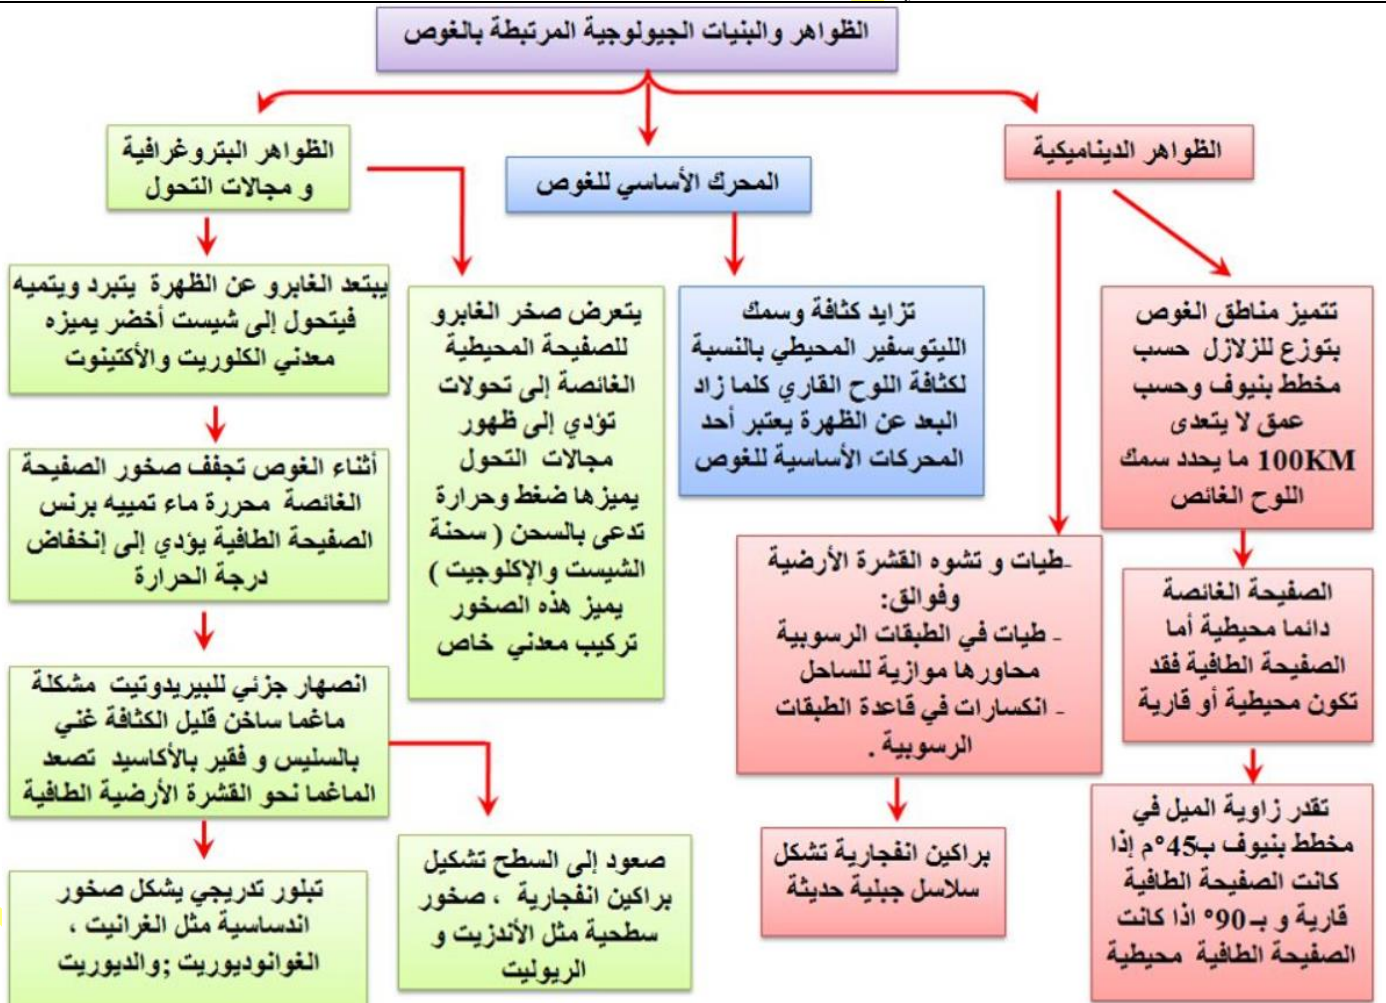 الظواهر والبنيات الجيولوجية المرتبطة بالغوص
الظواهر الديناميكية
تتميز مناطق الغوص
بتوزع للزلازل حسب
مخطط بنيوف وحسب
عمق لا يتعدى
100KM ما يحدد سمك
اللوح الغائص
الصفيحة الغائصة
دائما محيطية أما
الصفيحة الطافية فقد
تكون محيطية أو قارية
تقدر زاوية الميل في
مخطط بنيوف ب45°م إذا
كانت الصفيحة الطافية
قارية و بـ 90° اذا كانت
الصفيحة الطافية محيطية
-طيات و تشوه القشرة الأرضية
وفوالق:
- طيات في الطبقات الرسوبية
محاورها موازية للساحل
- انكسارات في قاعدة الطبقات
الرسوبية .
براكين انفجارية تشكل
سلاسل جبلية حديثة
المحرك الأساسي للغوص
تزايد كثافة وسمك
الليتوسفير المحيطي بالنسبة
لكثافة اللوح القاري كلما زاد
البعد عن الظهرة يعتبر أحد
المحركات الأساسية للغوص
الظواهر البتروغرافية
و مجالات التحول
يتعرض صخر الغابرو
للصفيحة المحيطية
الغائصة إلى تحولات
تؤدي إلى ظهور
مجالات التحول
يميزها ضغط وحرارة
تدعى بالسحن ( سحنة
الشيست والإكلوجيت )
يميز هذه الصخور
تركيب معدني خاص
يبتعد الغابرو عن الظهرة يتبرد ويتميه
فيتحول إلى شيست أخضر يميزه
معدني الكلوريت والأكتينوت
أثناء الغوص تجفف صخور الصفيحة
الغائصة محررة ماء تمييه برنس
الصفيحة الطافية يؤدي إلى إنخفاض
درجة الحرارة
انصهار جزئي للبيريدوتيت مشكلة
ماغما ساخن قليل الكثافة غني
بالسليس و فقير بالأكاسيد تصعد
الماغما نحو القشرة الأرضية الطافية
صعود إلى السطح تشكيل
براكين انفجارية ، صخور
سطحية مثل الأندزيت و
الريوليت
تبلور تدريجي يشكل صخور
اندساسية مثل الغرانيت ،
الغوانوديوريت ;والديوريت